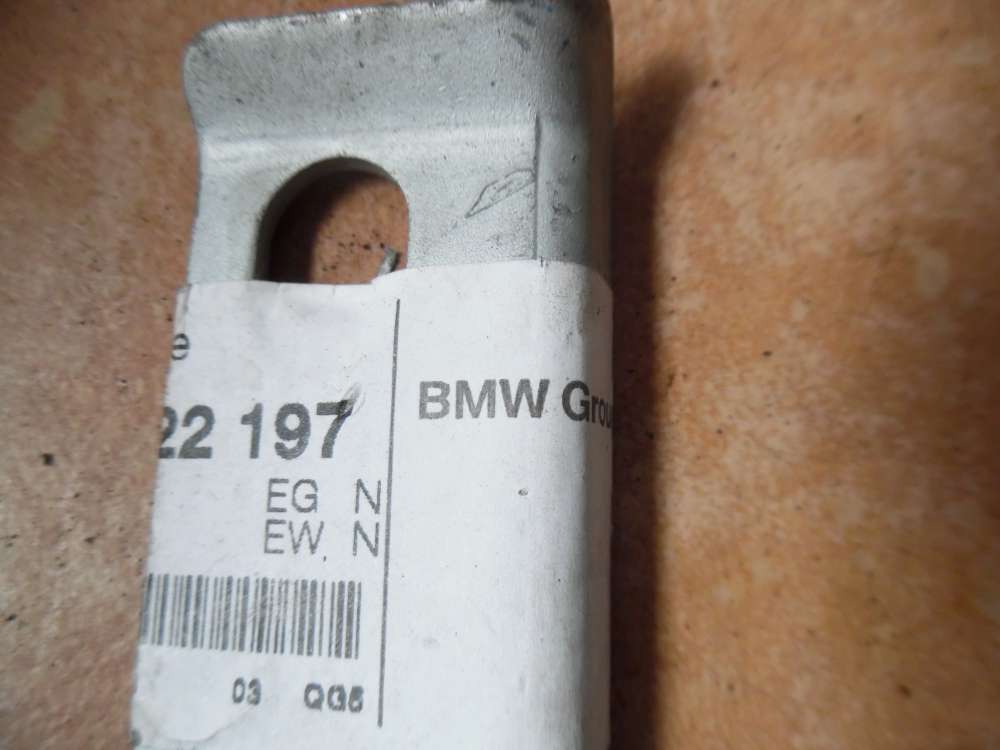 e
22 197
BMW Grou
EG N
EW N
03 QG5